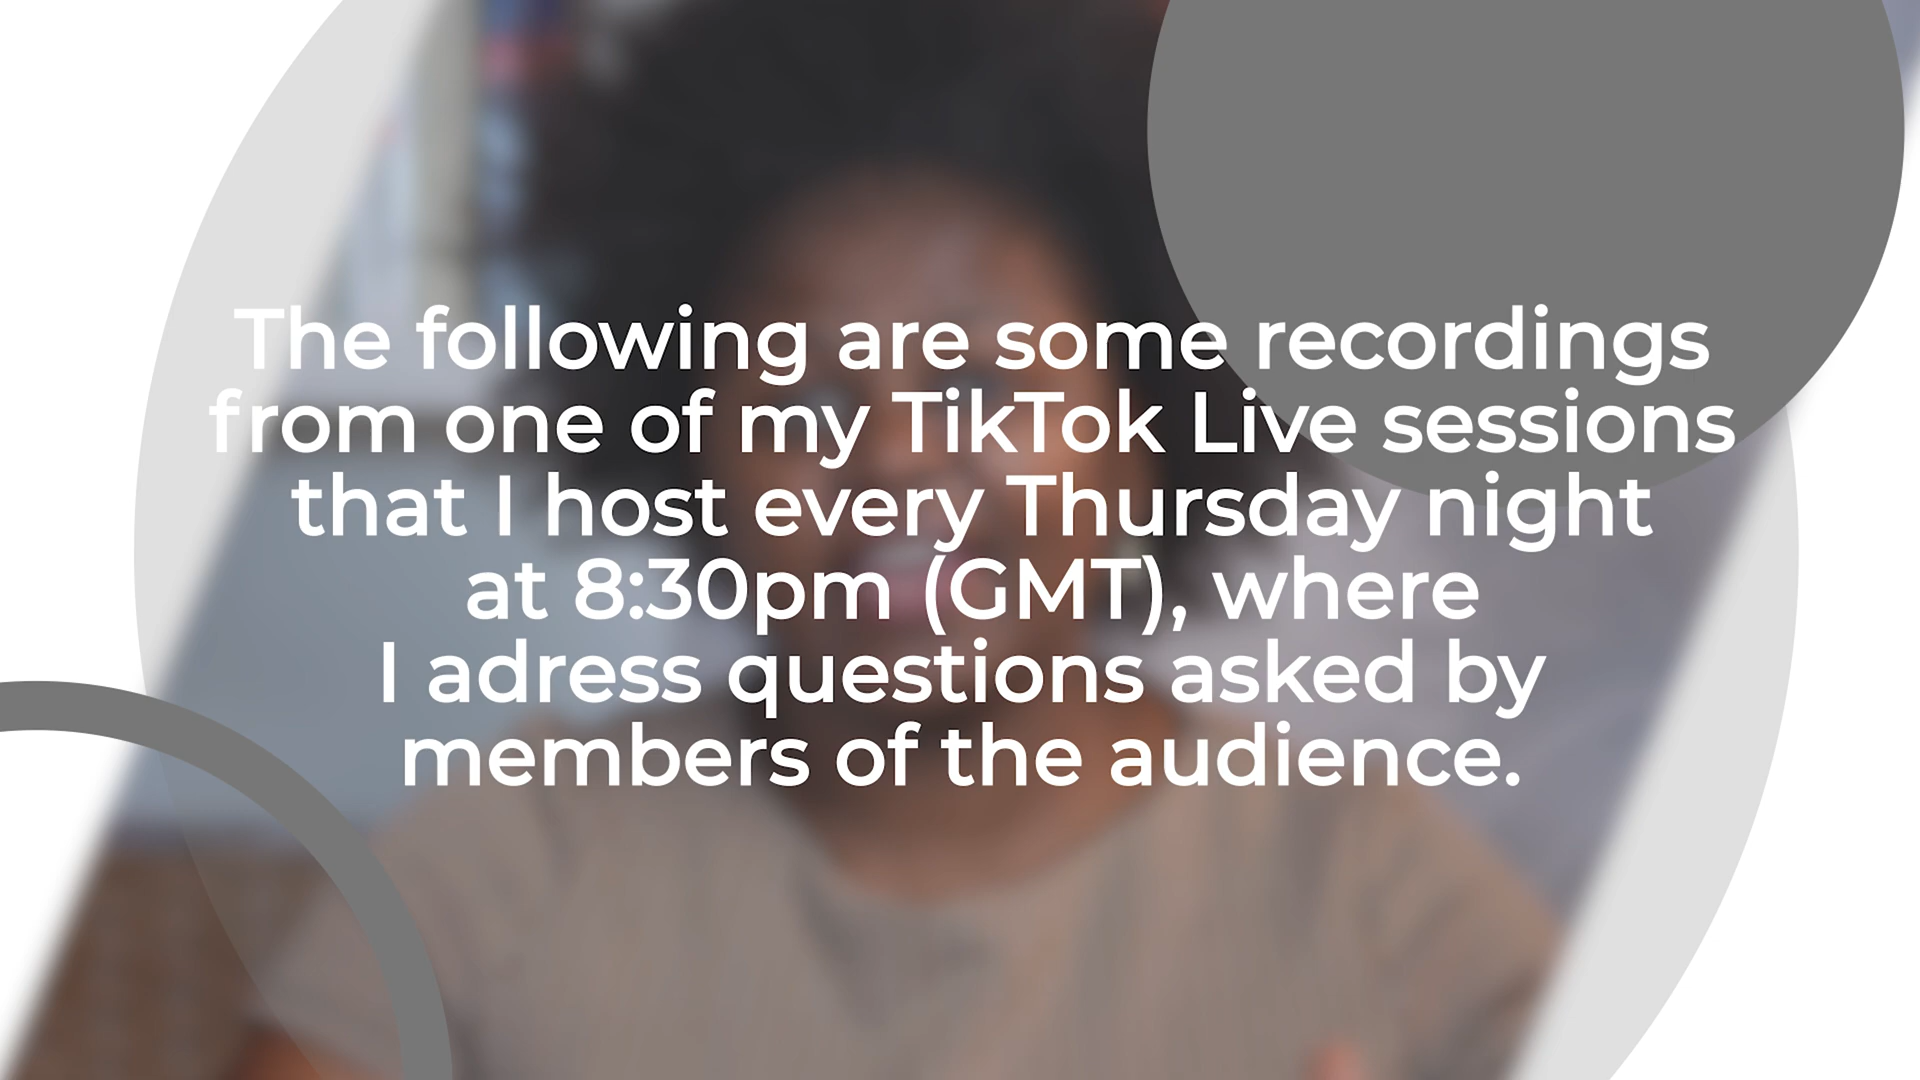 The following are some recordings
from one of my TikTok Live sessions
that I host every Thursday night
at 8:30pm (GMT), where
I adress questions asked by
members of the audience.